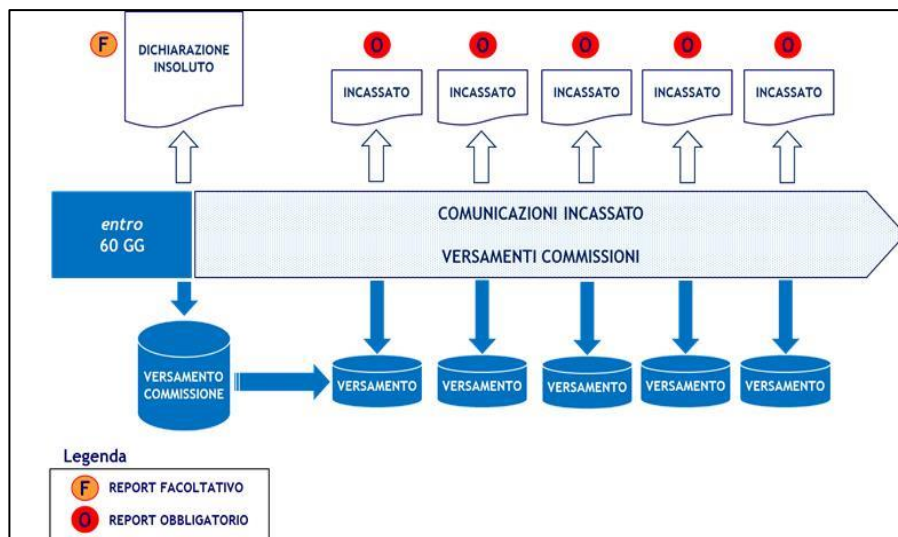 F
DICHIARAZIONE
INSOLUTO
O
O
O
O
O
INCASSATO
INCASSATO
INCASSATO
INCASSATO
INCASSATO
entro
60 GG
COMUNICAZIONI INCASSATO
VERSAMENTI COMMISSIONI
VERSAMENTO
COMMISSIONE
VERSAMENTO
VERSAMENTO
VERSAMENTO
VERSAMENTO
VERSAMENTO
Legenda
F REPORT FACOLTATIVO
O REPORT OBBLIGATORIO